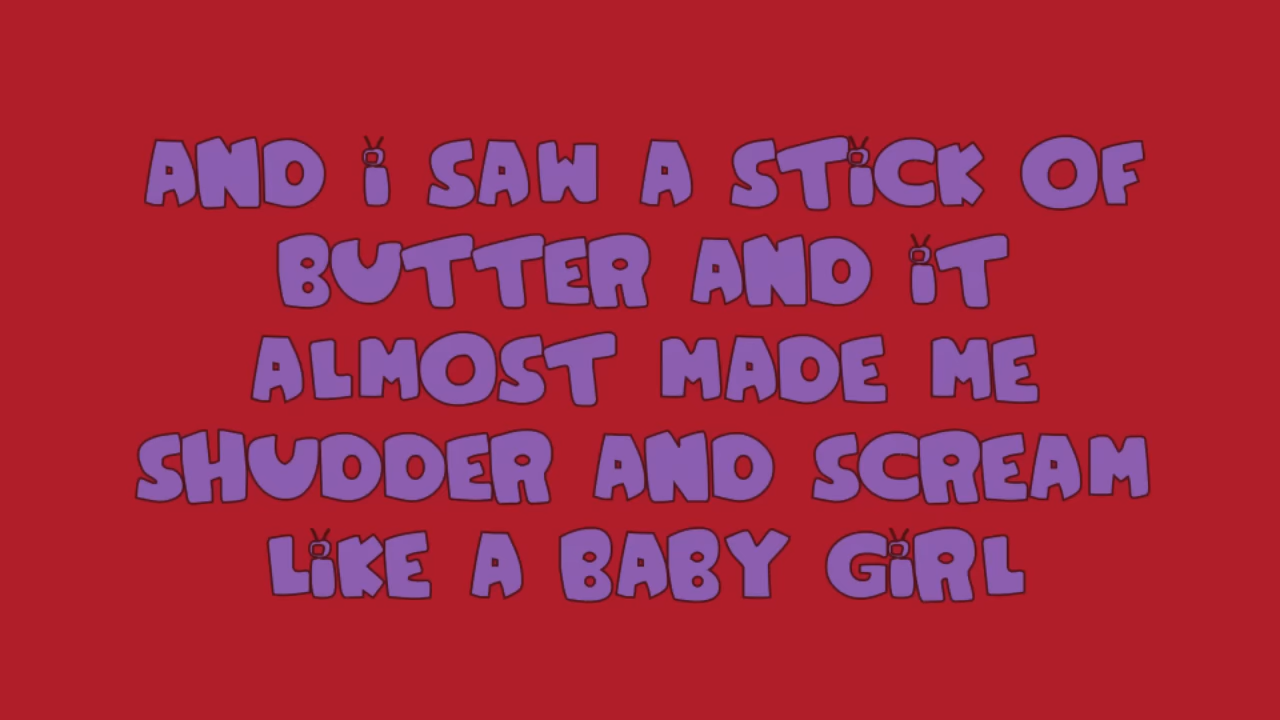 AND i SAW A STiCK OF
BUTTER AND iT
ALMOST MADE ME
SHUDDER AND SCREAM
LiKE A BABY GiRL